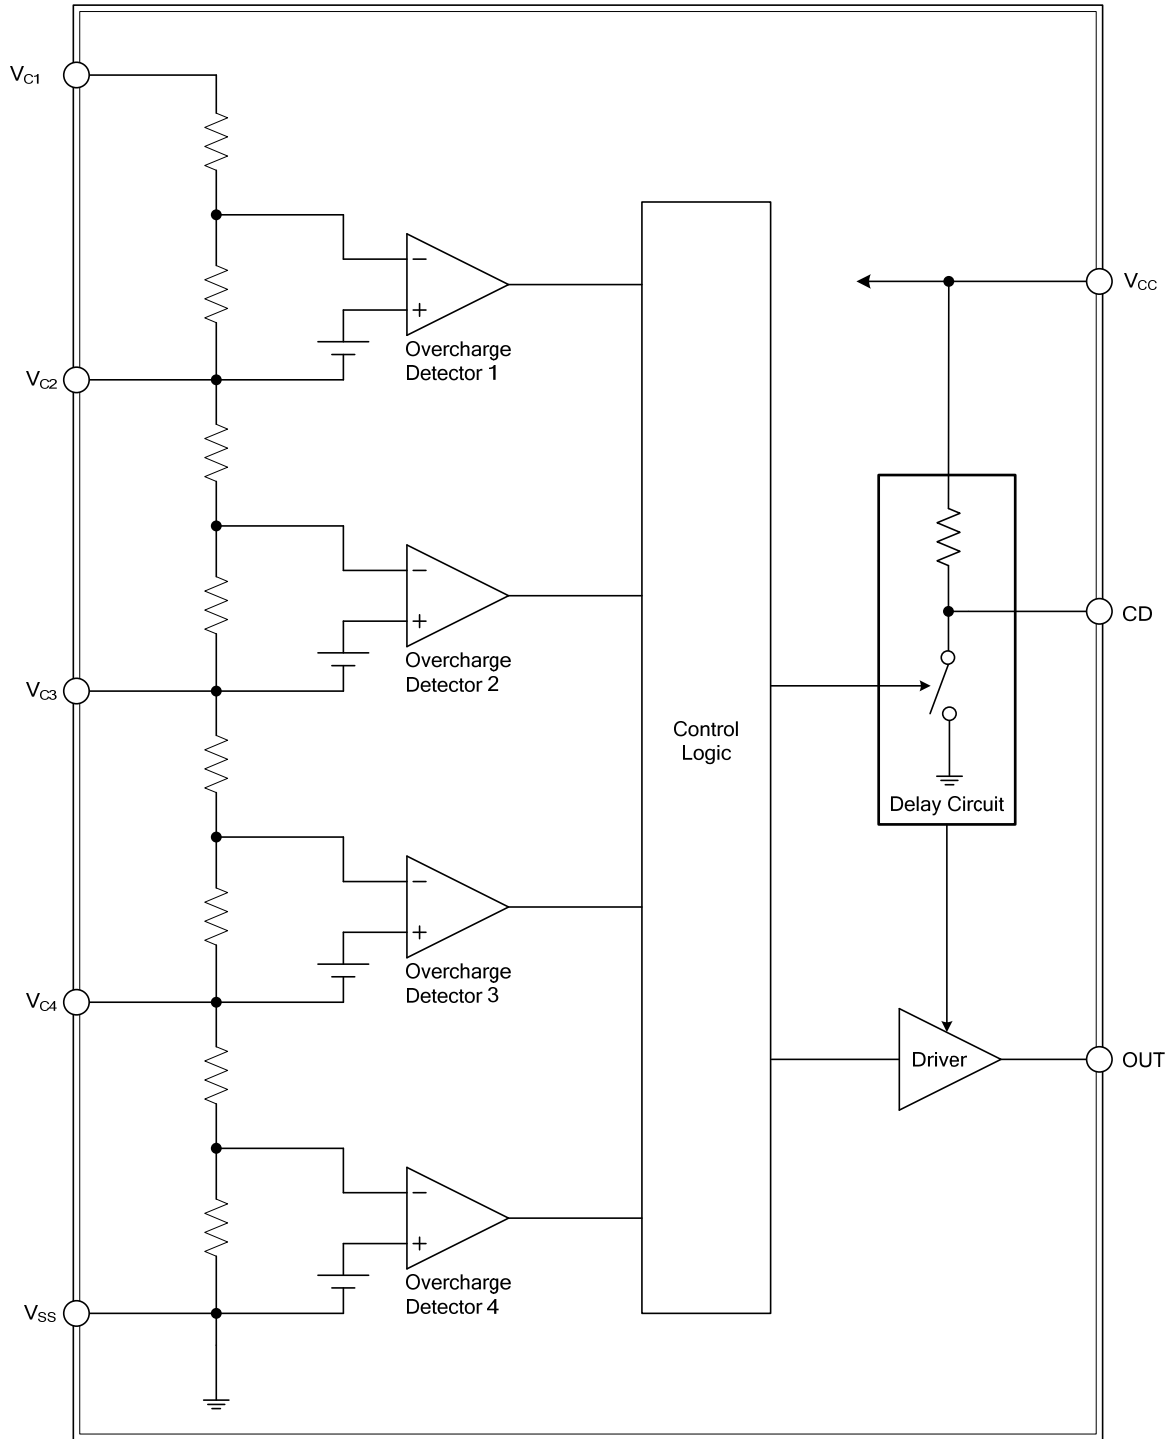 VC1
−
+
Overcharge
Detector 1
VCC
VC2
−
+
Overcharge
Detector 2
CD
VC3
Control
Logic
Delay Circuit
−
+
Overcharge
Detector 3
VC4
Driver
OUT
−
+
Overcharge
Detector 4
VSS